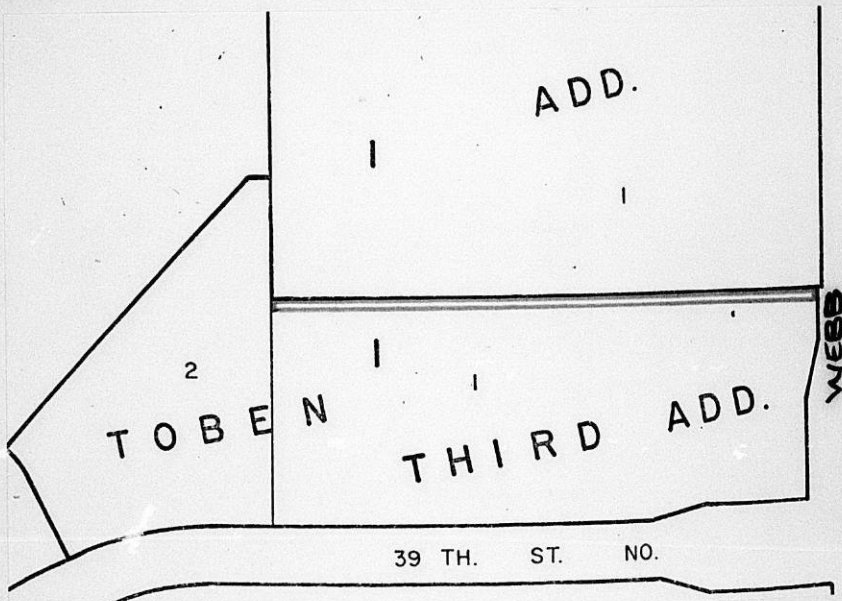 ADD.
1
1
WEBB
1
1
2
TOBEN
THIRD ADD.
39 TH. ST. NO.